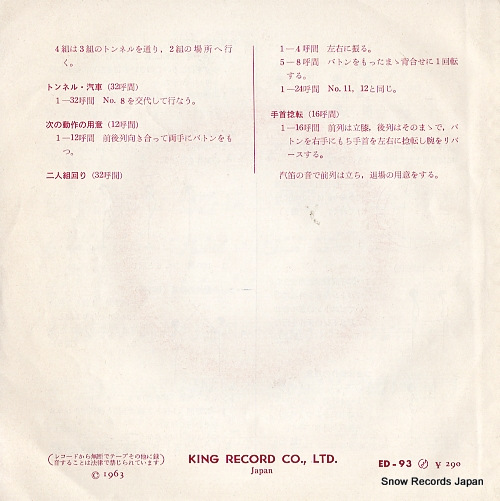 4組は3組のトンネルを通り，2組の場所へ行
く。
トンネル・汽車 (32呼間)
1—32呼間 No. 8を交代して行なう。
次の動作の用意 (12呼間)
1—12呼間 前後列向き合って両手にバトンをも
つ。
二人組回り (32呼間)
1—4呼間 左右に振る。
5—8呼間 バトンをもったまゝ背合せに1回転
する。
1—24呼間 No. 11，12と同じ。
手首捻転 (16呼間)
1—16呼間 前列は立膝，後列はそのまゝで，バ
トンを右手にもち手首を左右に捻転し腕をリバ
ースする。
汽笛の音で前列は立ち，退場の用意をする。
(レコードから無断でテープその他に録
音することは法律で禁じられています)
© 1963
KING RECORD CO., LTD.
Japan
ED-93 Ⓙ ¥ 290
Snow Records Japan